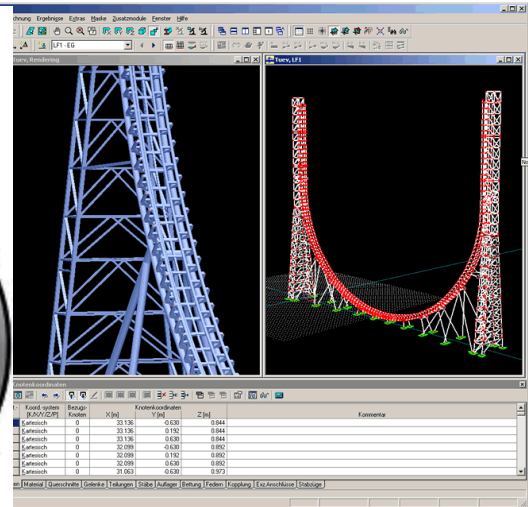 chnung Ergebnisse Extras Maske Zusatzmodule Fenster Hilfe
LF1 - EG
Tuev, Rendering
Tuev, LF1
Knotenkoordinaten
Koord.-system Bezugs- Knotenkoordinaten
[K/X/Y/Z/P] Knoten X [m] Y [m] Z [m] Kommentar
Kartesisch 0 33.136 -0.630 0.844
Kartesisch 0 33.136 0.192 0.844
Kartesisch 0 33.136 0.630 0.844
Kartesisch 0 32.099 -0.630 0.892
Kartesisch 0 32.099 0.192 0.892
Kartesisch 0 32.099 0.630 0.892
Kartesisch 0 31.063 -0.630 0.973
en Material Querschnitte Gelenke Teilungen Stäbe Auflager Bettung Federn Kopplung Exz.Anschlüsse Stabzüge